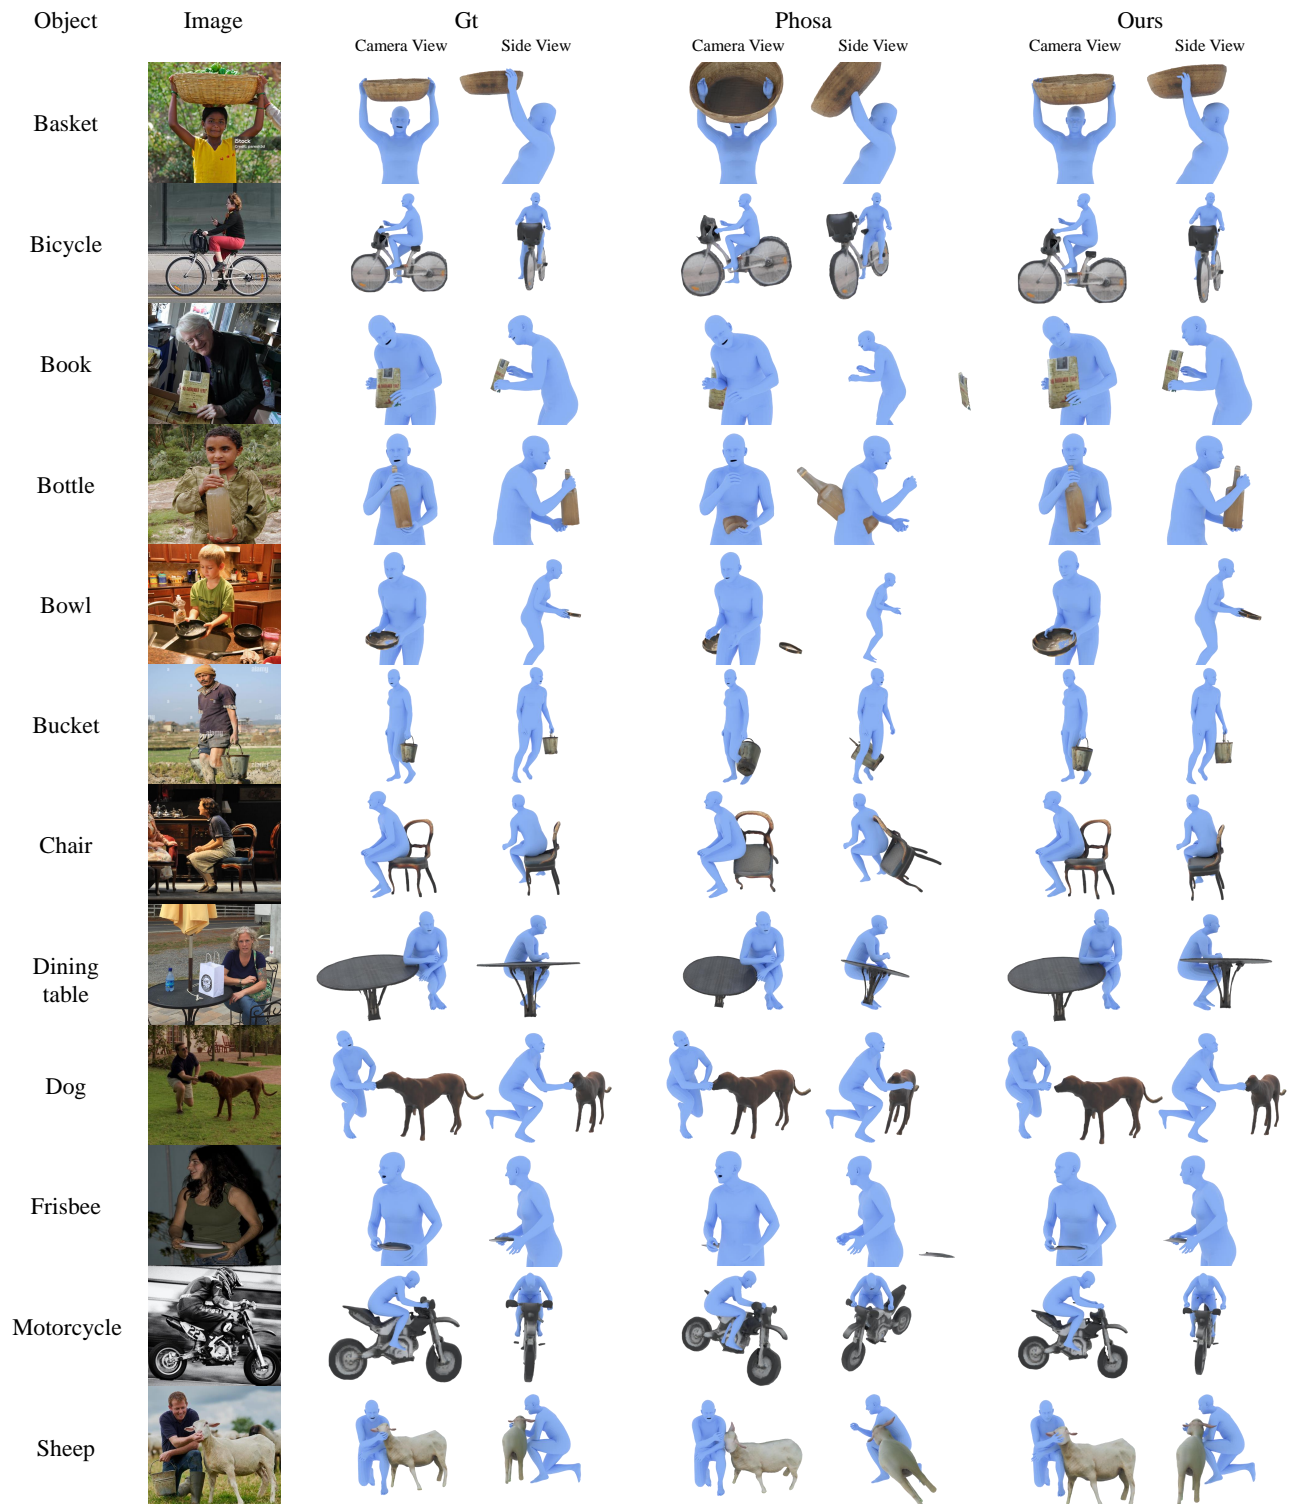 Object Image Gt Phosa Ours
Camera View Side View Camera View Side View Camera View Side View
Basket
iStock
Bicycle
Book
Bottle
Bowl
Bucket
Chair
Dining
table
Dog
Frisbee
Motorcycle
Sheep